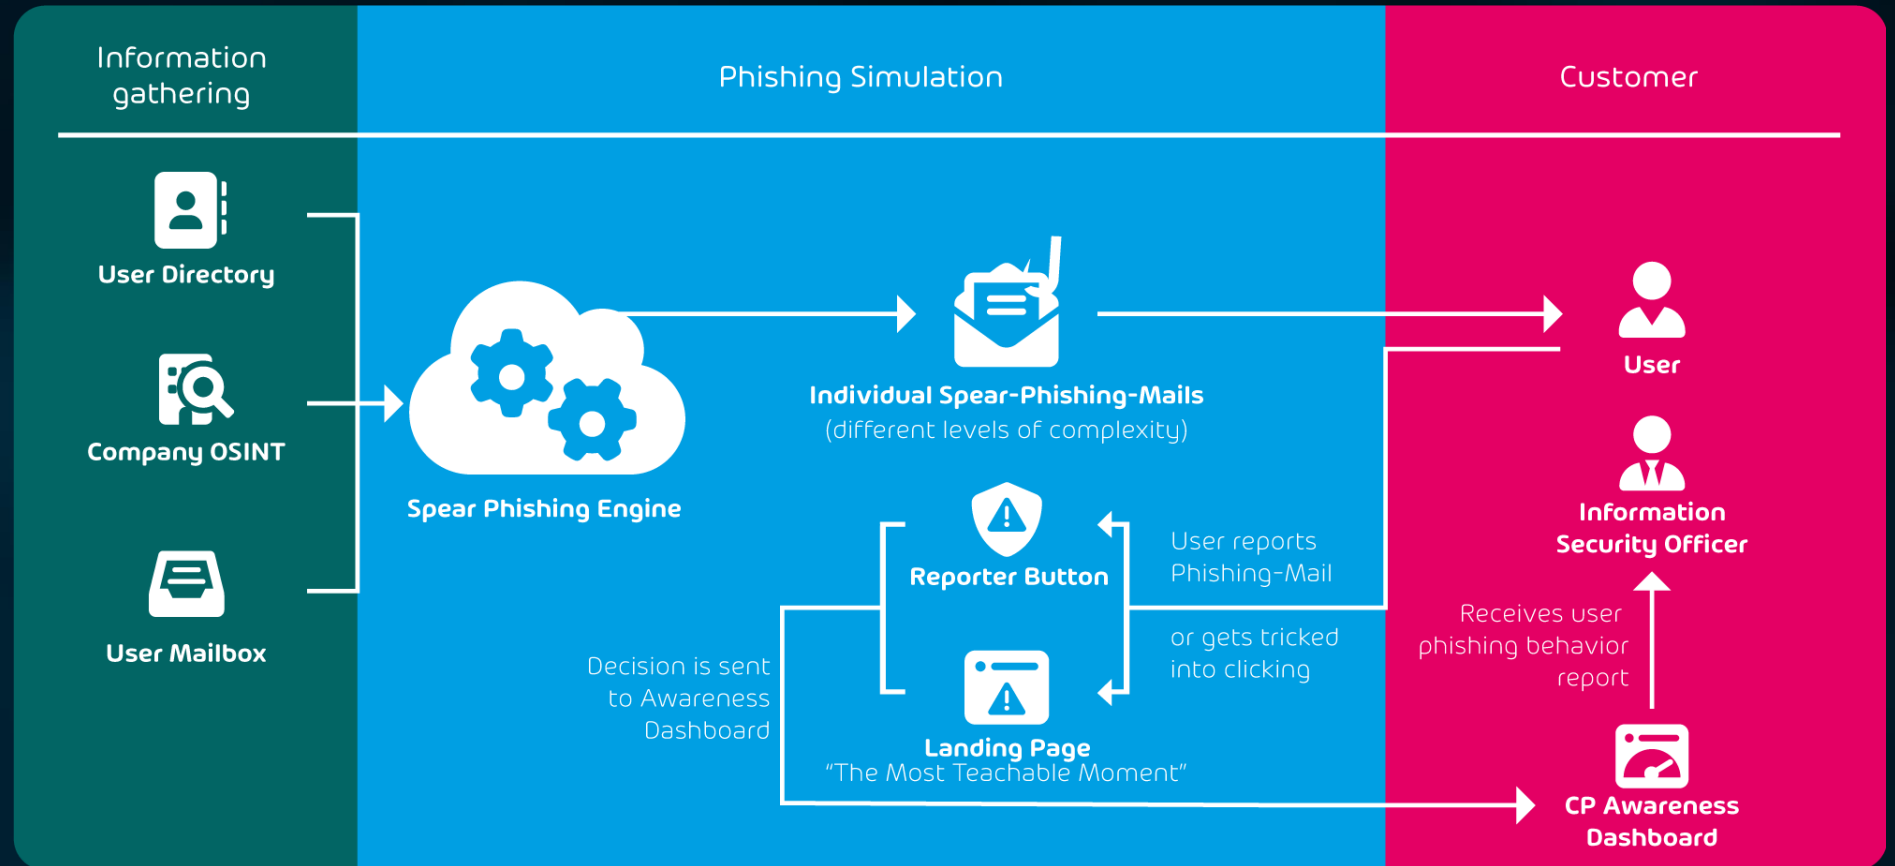 Information
gathering
Phishing Simulation
Customer
User Directory
Company OSINT
User Mailbox
Spear Phishing Engine
Individual Spear-Phishing-Mails
(different levels of complexity)
User
Information
Security Officer
Reporter Button
User reports
Phishing-Mail
or gets tricked
into clicking
Landing Page
“The Most Teachable Moment”
Decision is sent
to Awareness
Dashboard
Receives user
phishing behavior
report
CP Awareness
Dashboard